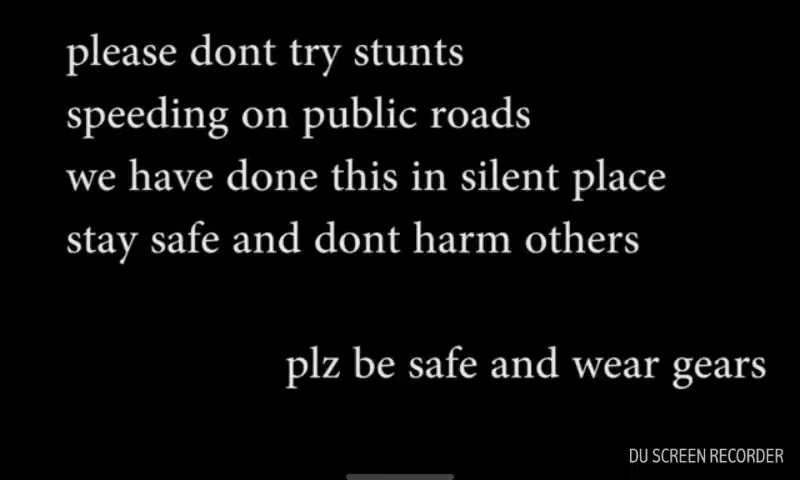 please dont try stunts
speeding on public roads
we have done this in silent place
stay safe and dont harm others
plz be safe and wear gears
DU SCREEN RECORDER